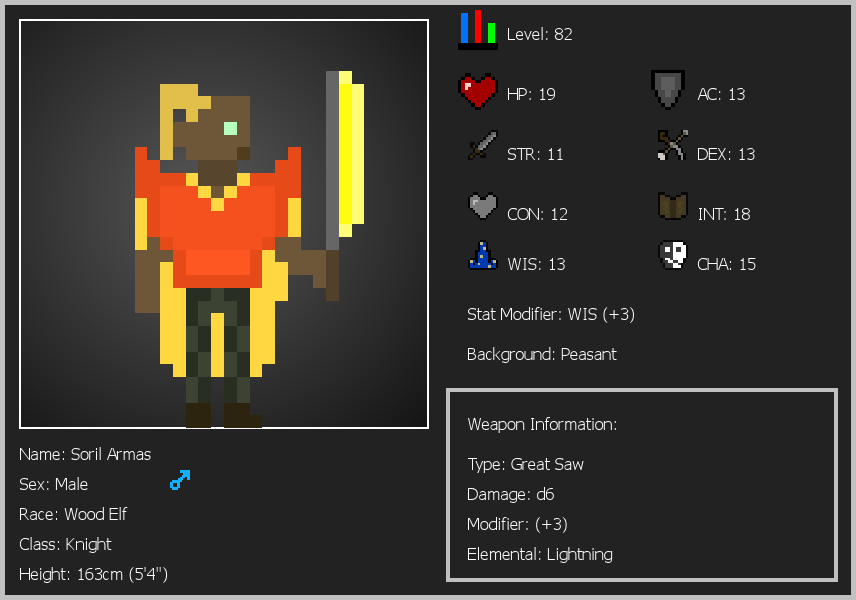 Level: 82
HP: 19
AC: 13
STR: 11
DEX: 13
CON: 12
INT: 18
WIS: 13
CHA: 15
Stat Modifier: WIS (+3)
Background: Peasant
Name: Soril Armas
Sex: Male
Race: Wood Elf
Class: Knight
Height: 163cm (5'4")
Weapon Information:
Type: Great Saw
Damage: d6
Modifier: (+3)
Elemental: Lightning